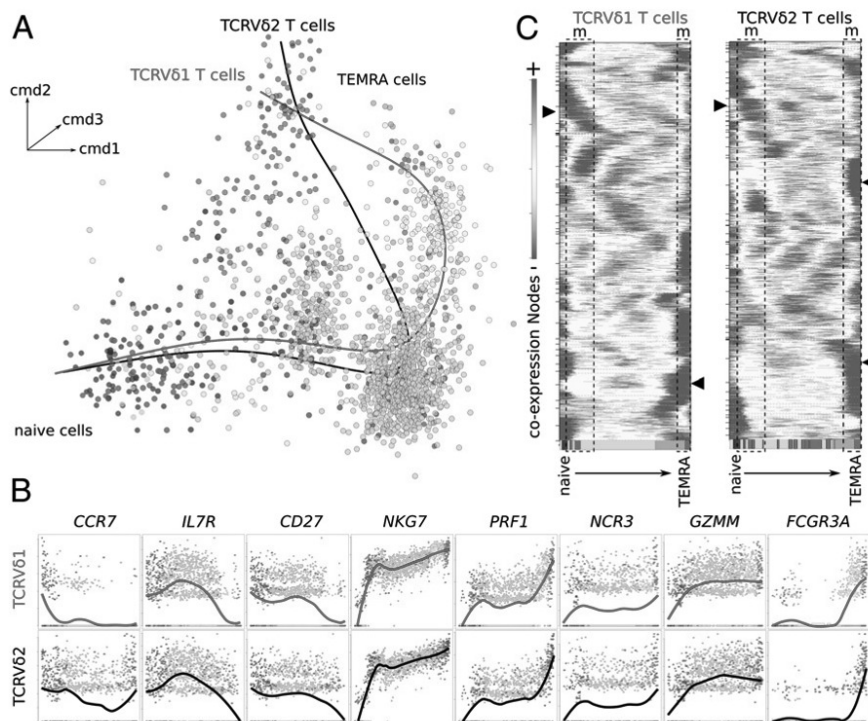 A
TCRVδ2 T cells
TCRVδ1 T cells
TEMRA cells
cmd2
cmd3
cmd1
naive cells
C
TCRVδ1 T cells
TCRVδ2 T cells
m
m
m
m
+
co-expression Nodes
-
naive
TEMRA
naive
TEMRA
B
CCR7
IL7R
CD27
NKG7
PRF1
NCR3
GZMM
FCGR3A
TCRVδ1
TCRVδ2